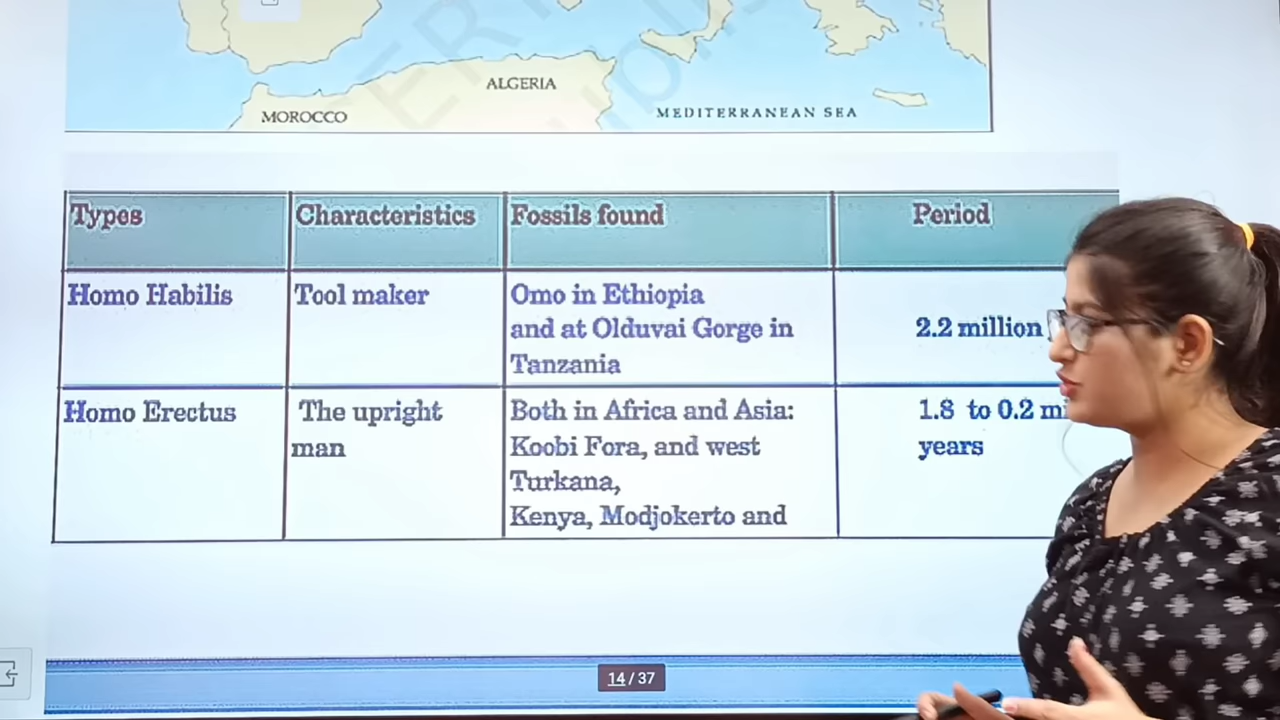 ALGERIA
MOROCCO
MEDITERRANEAN SEA
Types
Characteristics
Fossils found
Period
Homo Habilis
Tool maker
Omo in Ethiopia
and at Olduvai Gorge in
Tanzania
2.2 million
Homo Erectus
The upright
man
Both in Africa and Asia:
Koobi Fora, and west
Turkana,
Kenya, Modjokerto and
1.8 to 0.2
years
14 / 37